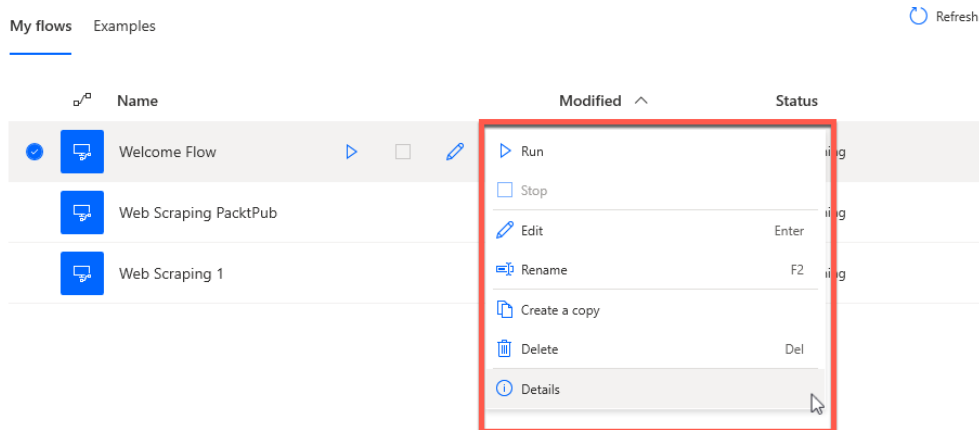 Refresh
My flows Examples
Name Modified Status
Welcome Flow
Run
Stop
Web Scraping PacktPub
Edit Enter
Rename F2
Web Scraping 1
Create a copy
Delete Del
Details